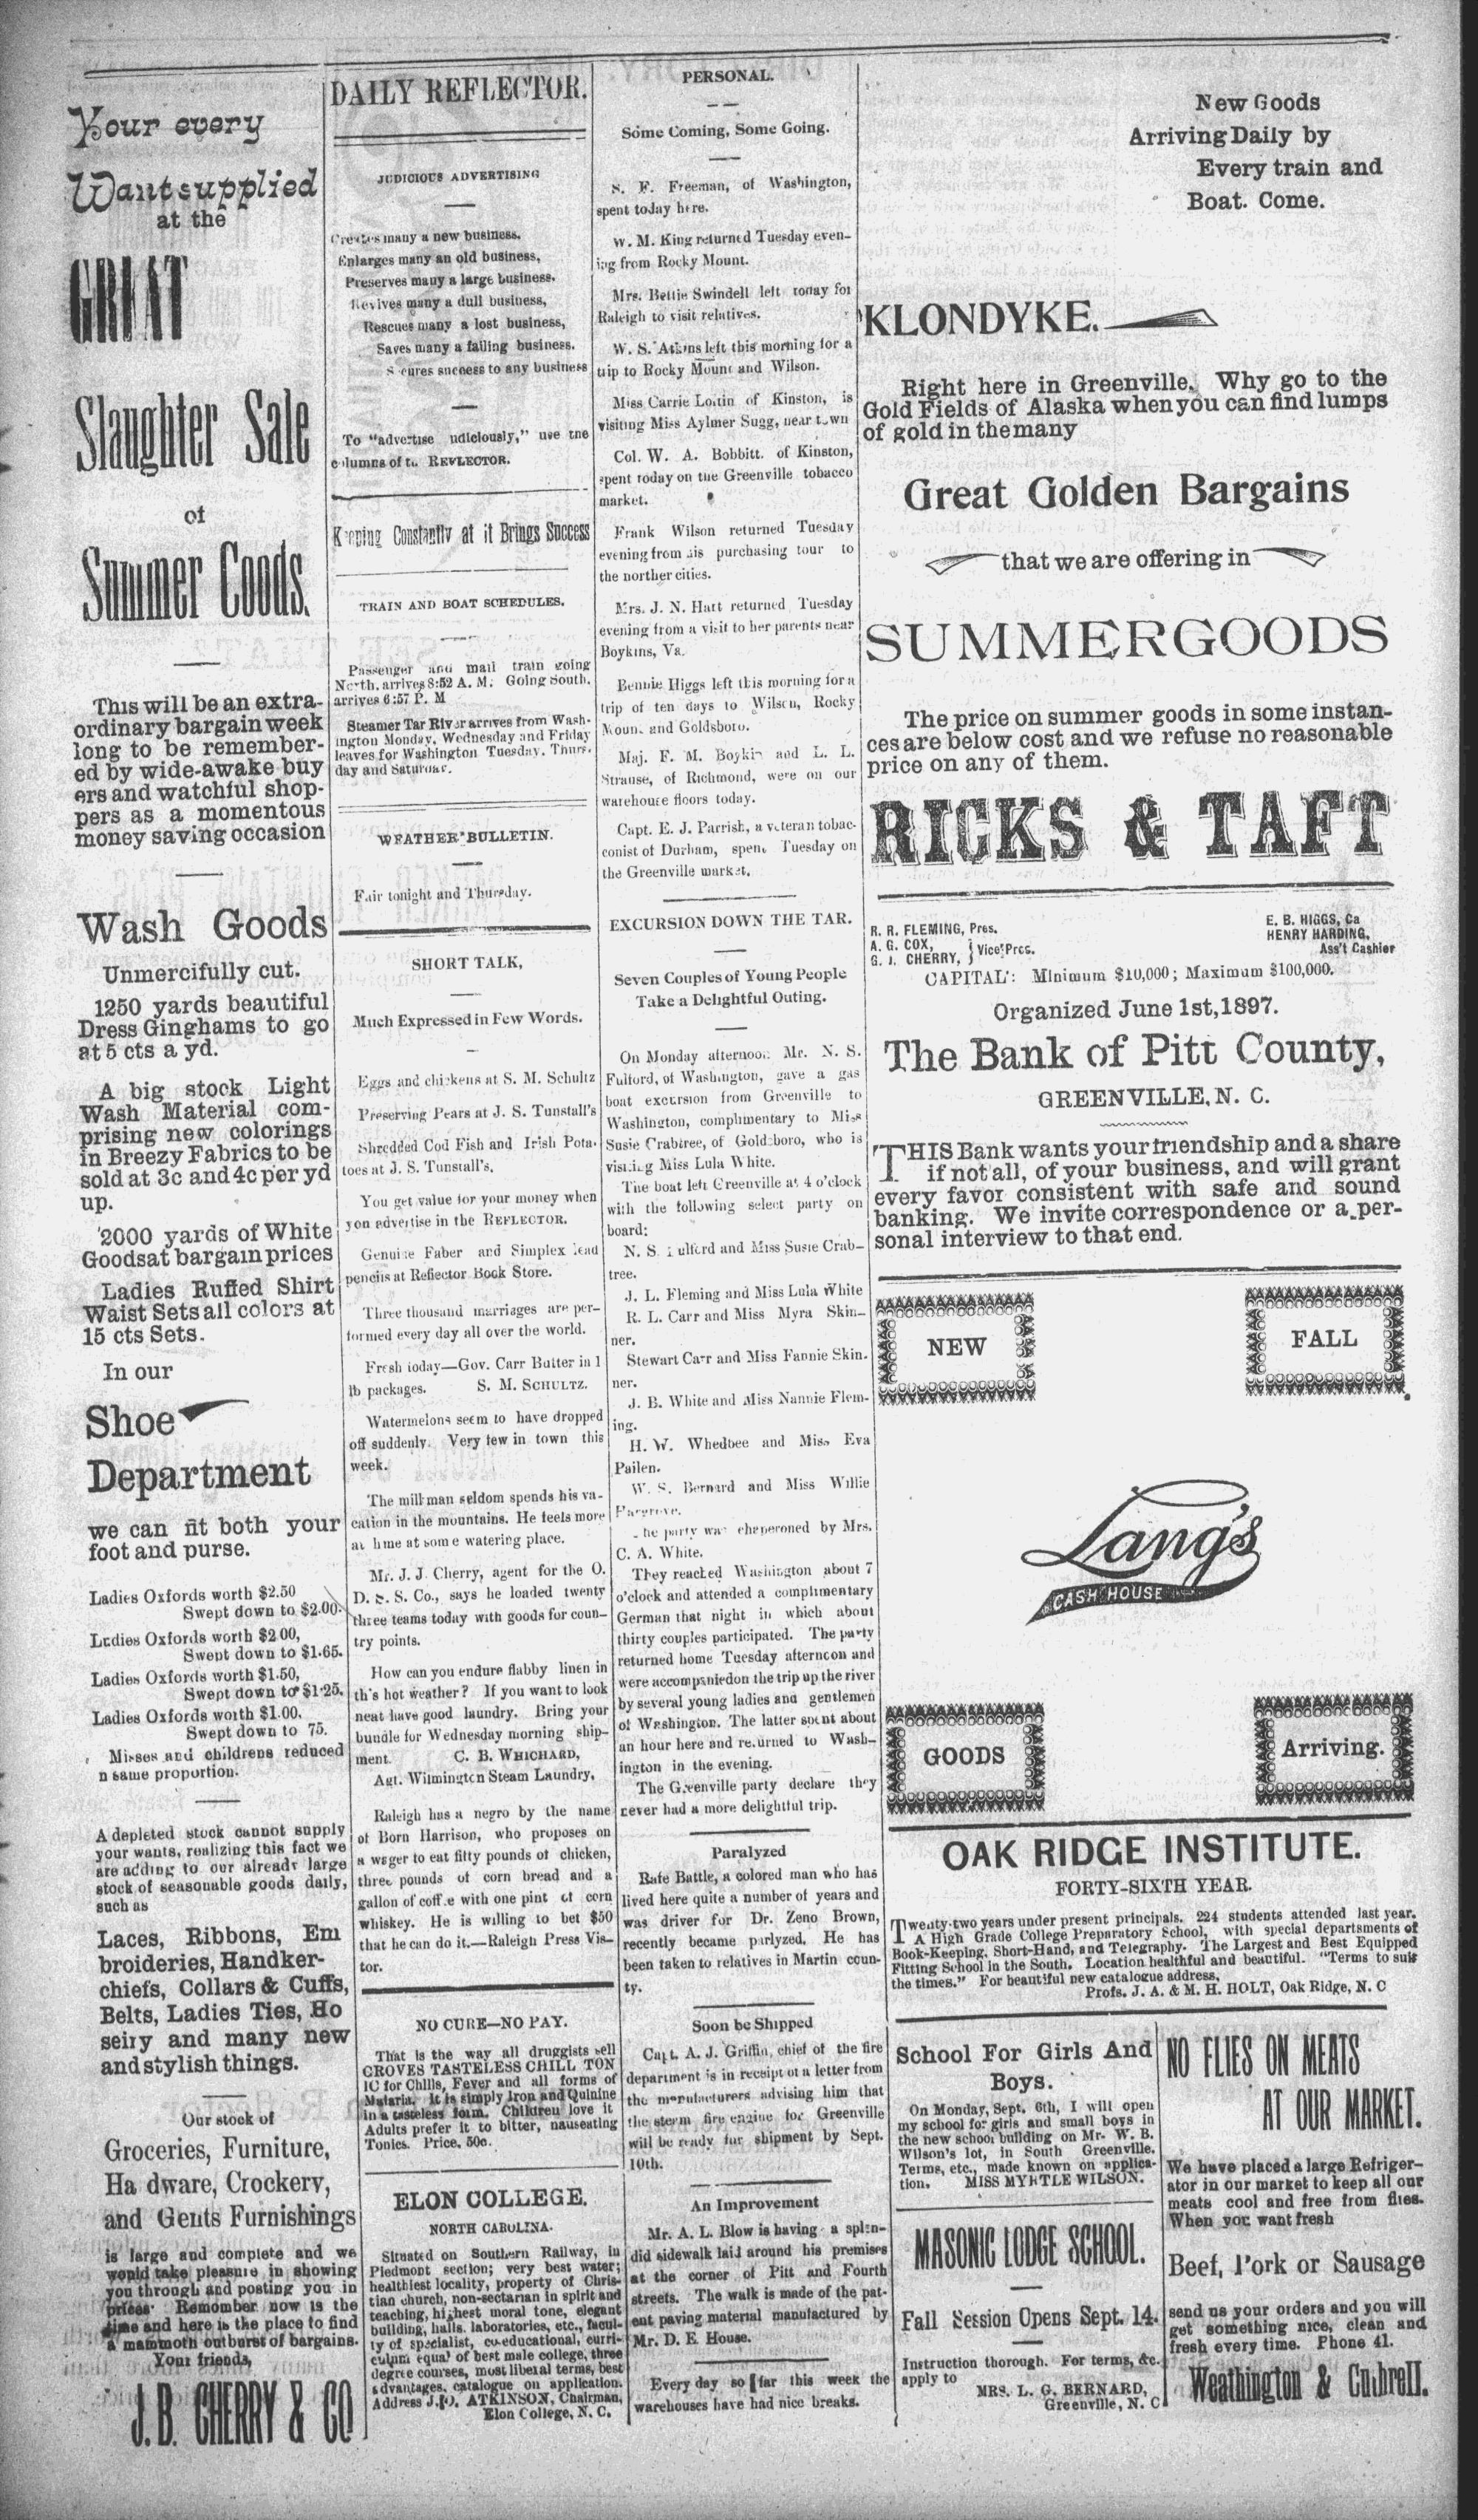 Your every
Want supplied
at the
GREAT
Slaughter Sale
of
Summer Goods.
This will be an extra-
ordinary bargain week
long to be remember-
ed by wide-awake buy
ers and watchful shop-
pers as a momentous
money saving occasion
Wash Goods
Unmercifully cut.
1250 yards beautiful
Dress Ginghams to go
at 5 cts a yd.
A big stock Light
Wash Material com-
prising new colorings
in Breezy Fabrics to be
sold at 3c and 4c per yd
up.
2000 yards of White
Goods at bargain prices
Ladies Ruffed Shirt
Waist Sets all colors at
15 cts Sets.
In our
Shoe
Department
we can fit both your
foot and purse.
Ladies Oxfords worth $2.50
Swept down to $2.00.
Ladies Oxfords worth $2 00,
Swept down to $1.65.
Ladies Oxfords worth $1.50,
Swept down to $1.25.
Ladies Oxfords worth $1.00,
Swept down to 75.
Misses and childrens reduced
n same proportion.
A depleted stock cannot supply
your wants, realizing this fact we
are adding to our already large
stock of seasonable goods daily,
such as
Laces, Ribbons, Em
broideries, Handker-
chiefs, Collars & Cuffs,
Belts, Ladies Ties, Ho
seiry and many new
and stylish things.
Our stock of
Groceries, Furniture,
Ha dware, Crockery,
and Gents Furnishings
is large and complete and we
would take pleasure in showing
you through and posting you in
prices. Remember now is the
time and here is the place to find
a mammoth outburst of bargains.
Your friends,
J. B. CHERRY & CO
DAILY REFLECTOR.
JUDICIOUS ADVERTISING
Creates many a new business,
Enlarges many an old business,
Preserves many a large business,
Revives many a dull business,
Rescues many a lost business,
Saves many a failing business.
Secures success to any business
To "advertise udiciously," use the
columns of the REFLECTOR.
Keeping Constantly at it Brings Success
TRAIN AND BOAT SCHEDULES.
Passenger and mail train going
North, arrives 8:52 A. M. Going South,
arrives 6:57 P. M
Steamer Tar River arrives from Wash-
ington Monday, Wednesday and Friday
leaves for Washington Tuesday, Thurs-
day and Saturday.
WEATHER BULLETIN.
Fair tonight and Thursday.
SHORT TALK,
Much Expressed in Few Words.
Eggs and chickens at S. M. Schultz
Preserving Pears at J. S. Tunstall's
Shredded Cod Fish and Irish Pota-
toes at J. S. Tunstall's.
You get value for your money when
you advertise in the REFLECTOR.
Genuine Faber and Simplex lead
pencils at Reflector Book Store.
Three thousand marriages are per-
formed every day all over the world.
Fresh today—Gov. Carr Butter in 1
lb packages. S. M. SCHULTZ.
Watermelons seem to have dropped
off suddenly. Very few in town this
week.
The millman seldom spends his va-
cation in the mountains. He feels more
at home at some watering place.
Mr. J. J. Cherry, agent for the O.
D. S. S. Co., says he loaded twenty
three teams today with goods for coun-
try points.
How can you endure flabby linen in
th's hot weather? If you want to look
neat have good laundry. Bring your
bundle for Wednesday morning ship-
ment. C. B. WHICHARD,
Agt. Wilmington Steam Laundry.
Raleigh has a negro by the name
of Born Harrison, who proposes on
a wager to eat fifty pounds of chicken,
three pounds of corn bread and a
gallon of coffee with one pint of corn
whiskey. He is willing to bet $50
that he can do it.—Raleigh Press Vis-
tor.
NO CURE—NO PAY.
That is the way all druggists sell
GROVES TASTELESS CHILL TON
IC for Chills, Fever and all forms of
Malaria. It is simply Iron and Quinine
in a tasteless form. Children love it
Adults prefer it to bitter, nauseating
Tonics. Price, 50c.
ELON COLLEGE,
NORTH CAROLINA.
Situated on Southern Railway, in
Piedmont section; very best water;
healthiest locality, property of Chris-
tian church, non-sectarian in spirit and
teaching, highest moral tone, elegant
building, halls, laboratories, etc., facul-
ty of specialist, co-educational, curri-
culum equal of best male college, three
degree courses, most liberal terms, best
advantages, catalogue on application.
Address J. O. ATKINSON, Chairman,
Elon College, N. C.
PERSONAL.
Some Coming, Some Going.
S. F. Freeman, of Washington,
spent today here.
W. M. King returned Tuesday even-
ing from Rocky Mount.
Mrs. Bettie Swindell left today for
Raleigh to visit relatives.
W. S. Atkins left this morning for a
trip to Rocky Mount and Wilson.
Miss Carrie Loftin of Kinston, is
visiting Miss Aylmer Sugg, near town
Col. W. A. Bobbitt. of Kinston,
spent today on the Greenville tobacco
market.
Frank Wilson returned Tuesday
evening from his purchasing tour to
the norther cities.
Mrs. J. N. Hart returned Tuesday
evening from a visit to her parents near
Boykins, Va.
Bennie Higgs left this morning for a
trip of ten days to Wilson, Rocky
Mount and Goldsboro.
Maj. F. M. Boykin and L. L.
Strause, of Richmond, were on our
warehouse floors today.
Capt. E. J. Parrish, a veteran tobac-
conist of Durham, spent Tuesday on
the Greenville market.
EXCURSION DOWN THE TAR.
Seven Couples of Young People
Take a Delightful Outing.
On Monday afternoon Mr. N. S.
Fulford, of Washington, gave a gas
boat excursion from Greenville to
Washington, complimentary to Miss
Susie Crabtree, of Goldsboro, who is
visiting Miss Lula White.
The boat left Greenville at 4 o'clock
with the following select party on
board:
N. S. Fulford and Miss Susie Crab-
tree.
J. L. Fleming and Miss Lula White
R. L. Carr and Miss Myra Skin-
ner.
Stewart Carr and Miss Fannie Skin-
ner.
J. B. White and Miss Nannie Flem-
ing.
H. W. Whedbee and Miss Eva
Pailen.
W. S. Bernard and Miss Willie
Hargrove.
The party was chaperoned by Mrs.
C. A. White.
They reached Washington about 7
o'clock and attended a complimentary
German that night in which about
thirty couples participated. The party
returned home Tuesday afternoon and
were accompanied on the trip up the river
by several young ladies and gentlemen
of Washington. The latter spent about
an hour here and returned to Wash-
ington in the evening.
The Greenville party declare they
never had a more delightful trip.
Paralyzed
Rafe Battle, a colored man who has
lived here quite a number of years and
was driver for Dr. Zeno Brown,
recently became parlyzed. He has
been taken to relatives in Martin coun-
ty.
Soon be Shipped
Capt. A. J. Griffin, chief of the fire
department is in receipt of a letter from
the manufacturers advising him that
the steam fire engine for Greenville
will be ready for shipment by Sept.
10th.
An Improvement
Mr. A. L. Blow is having a splen-
did sidewalk laid around his premises
at the corner of Pitt and Fourth
streets. The walk is made of the pat-
ent paving material manufactured by
Mr. D. E. House.
Every day so far this week the
warehouses have had nice breaks.
New Goods
Arriving Daily by
Every train and
Boat. Come.
KLONDYKE.
Right here in Greenville. Why go to the
Gold Fields of Alaska when you can find lumps
of gold in the many
Great Golden Bargains
that we are offering in
SUMMER GOODS
The price on summer goods in some instan-
ces are below cost and we refuse no reasonable
price on any of them.
RICKS & TAFT
R. R. FLEMING, Pres.
A. G. COX,
G. J. CHERRY, } Vice Pres.
E. B. HIGGS, Ca
HENRY HARDING,
Ass't Cashier
CAPITAL: Minimum $10,000; Maximum $100,000.
Organized June 1st, 1897.
The Bank of Pitt County,
GREENVILLE, N. C.
THIS Bank wants your friendship and a share
if not all, of your business, and will grant
every favor consistent with safe and sound
banking. We invite correspondence or a per-
sonal interview to that end.
NEW
FALL
Lang's
CASH HOUSE
GOODS
Arriving.
OAK RIDGE INSTITUTE.
FORTY-SIXTH YEAR.
Twenty-two years under present principals. 224 students attended last year.
A High Grade College Preparatory School, with special departsments of
Book-Keeping, Short-Hand, and Telegraphy. The Largest and Best Equipped
Fitting School in the South. Location healthful and beautiful. "Terms to suit
the times." For beautiful new catalogue address,
Profs. J. A. & M. H. HOLT, Oak Ridge, N. C
School For Girls And
Boys.
On Monday, Sept. 6th, I will open
my school for girls and small boys in
the new school building on Mr. W. B.
Wilson's lot, in South Greenville.
Terms, etc., made known on applica-
tion. MISS MYRTLE WILSON.
MASONIC LODGE SCHOOL.
Fall Session Opens Sept. 14.
Instruction thorough. For terms, &c.
apply to
MRS. L. G. BERNARD,
Greenville, N. C
NO FLIES ON MEATS
AT OUR MARKET.
We have placed a large Refriger-
ator in our market to keep all our
meats cool and free from flies.
When you want fresh
Beef, Pork or Sausage
send us your orders and you will
get something nice, clean and
fresh every time. Phone 41.
Weathington & Cuthrell.